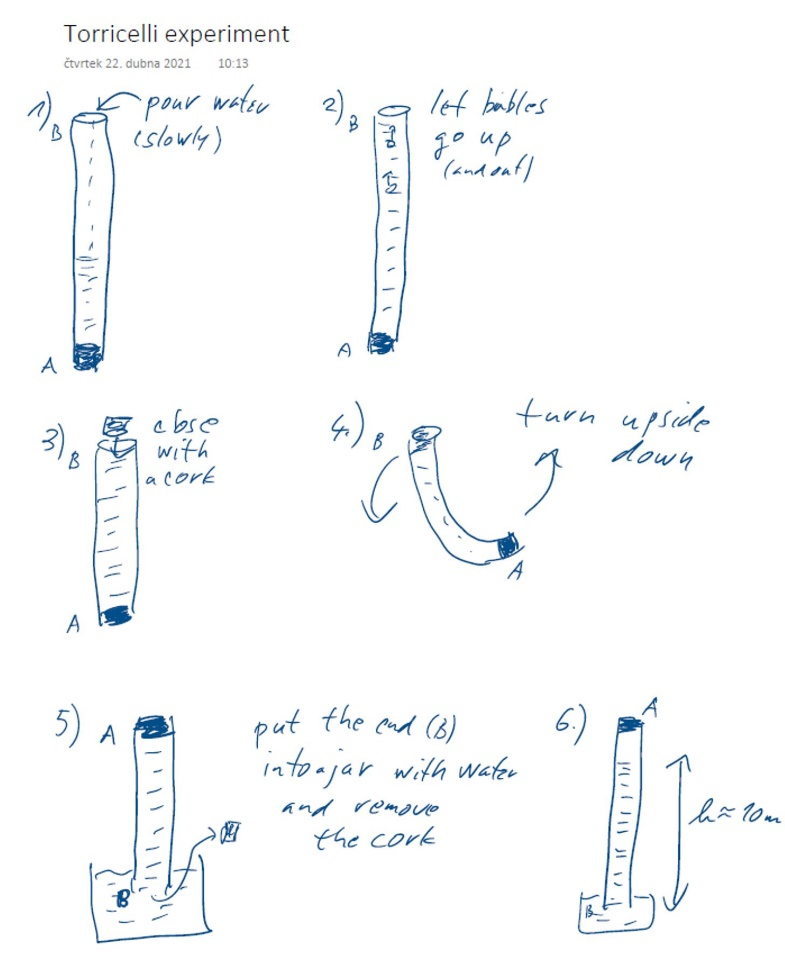 Torricelli experiment
čtvrtek 22. dubna 2021 10:13
1) B
pour water
(slowly)
A
2) B
let bubles
go up
(and out)
A
3) B
close
with
a cork
A
4.) B
turn upside
down
A
5) A
put the end (B)
into a jar with water
and remove
the cork
B
6.) A
h ≈ 10m
B